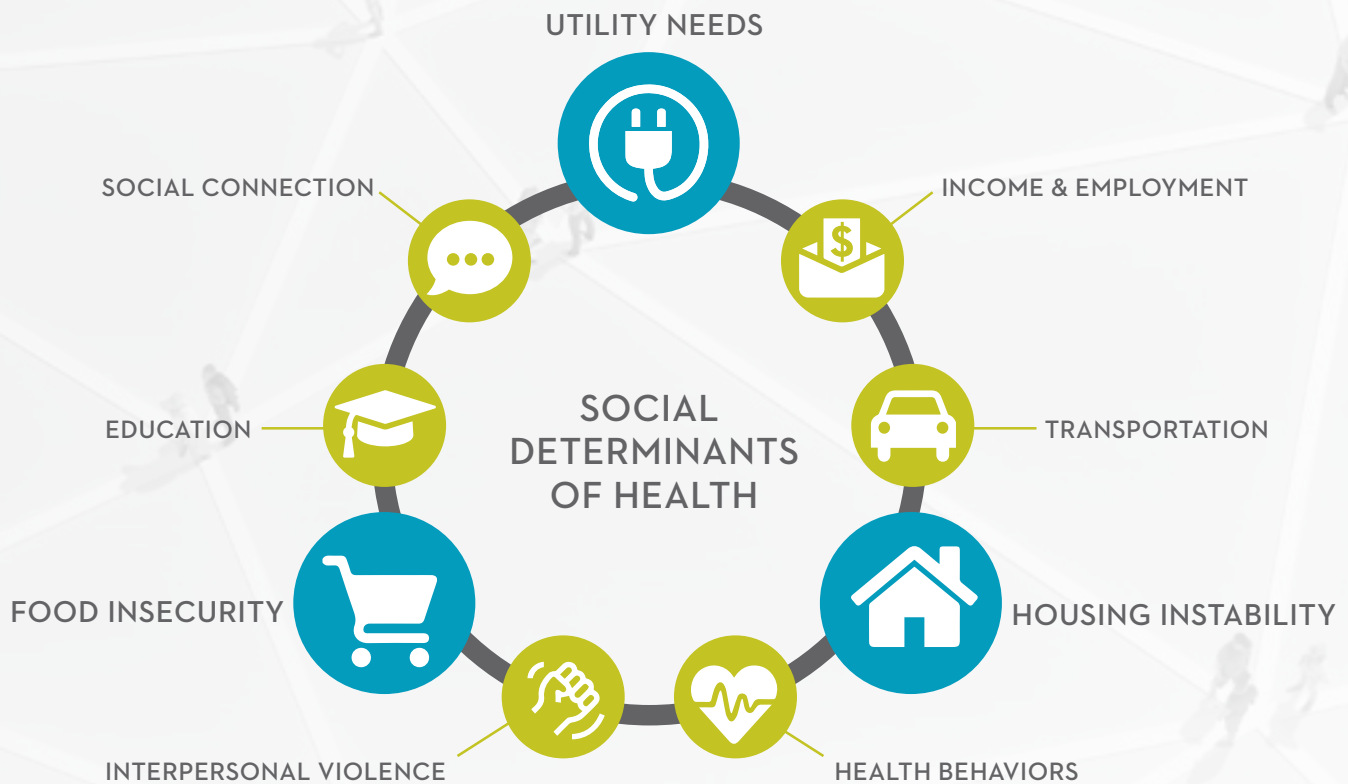 UTILITY NEEDS
SOCIAL CONNECTION
INCOME & EMPLOYMENT
$
SOCIAL
DETERMINANTS
OF HEALTH
EDUCATION
TRANSPORTATION
FOOD INSECURITY
HOUSING INSTABILITY
INTERPERSONAL VIOLENCE
HEALTH BEHAVIORS